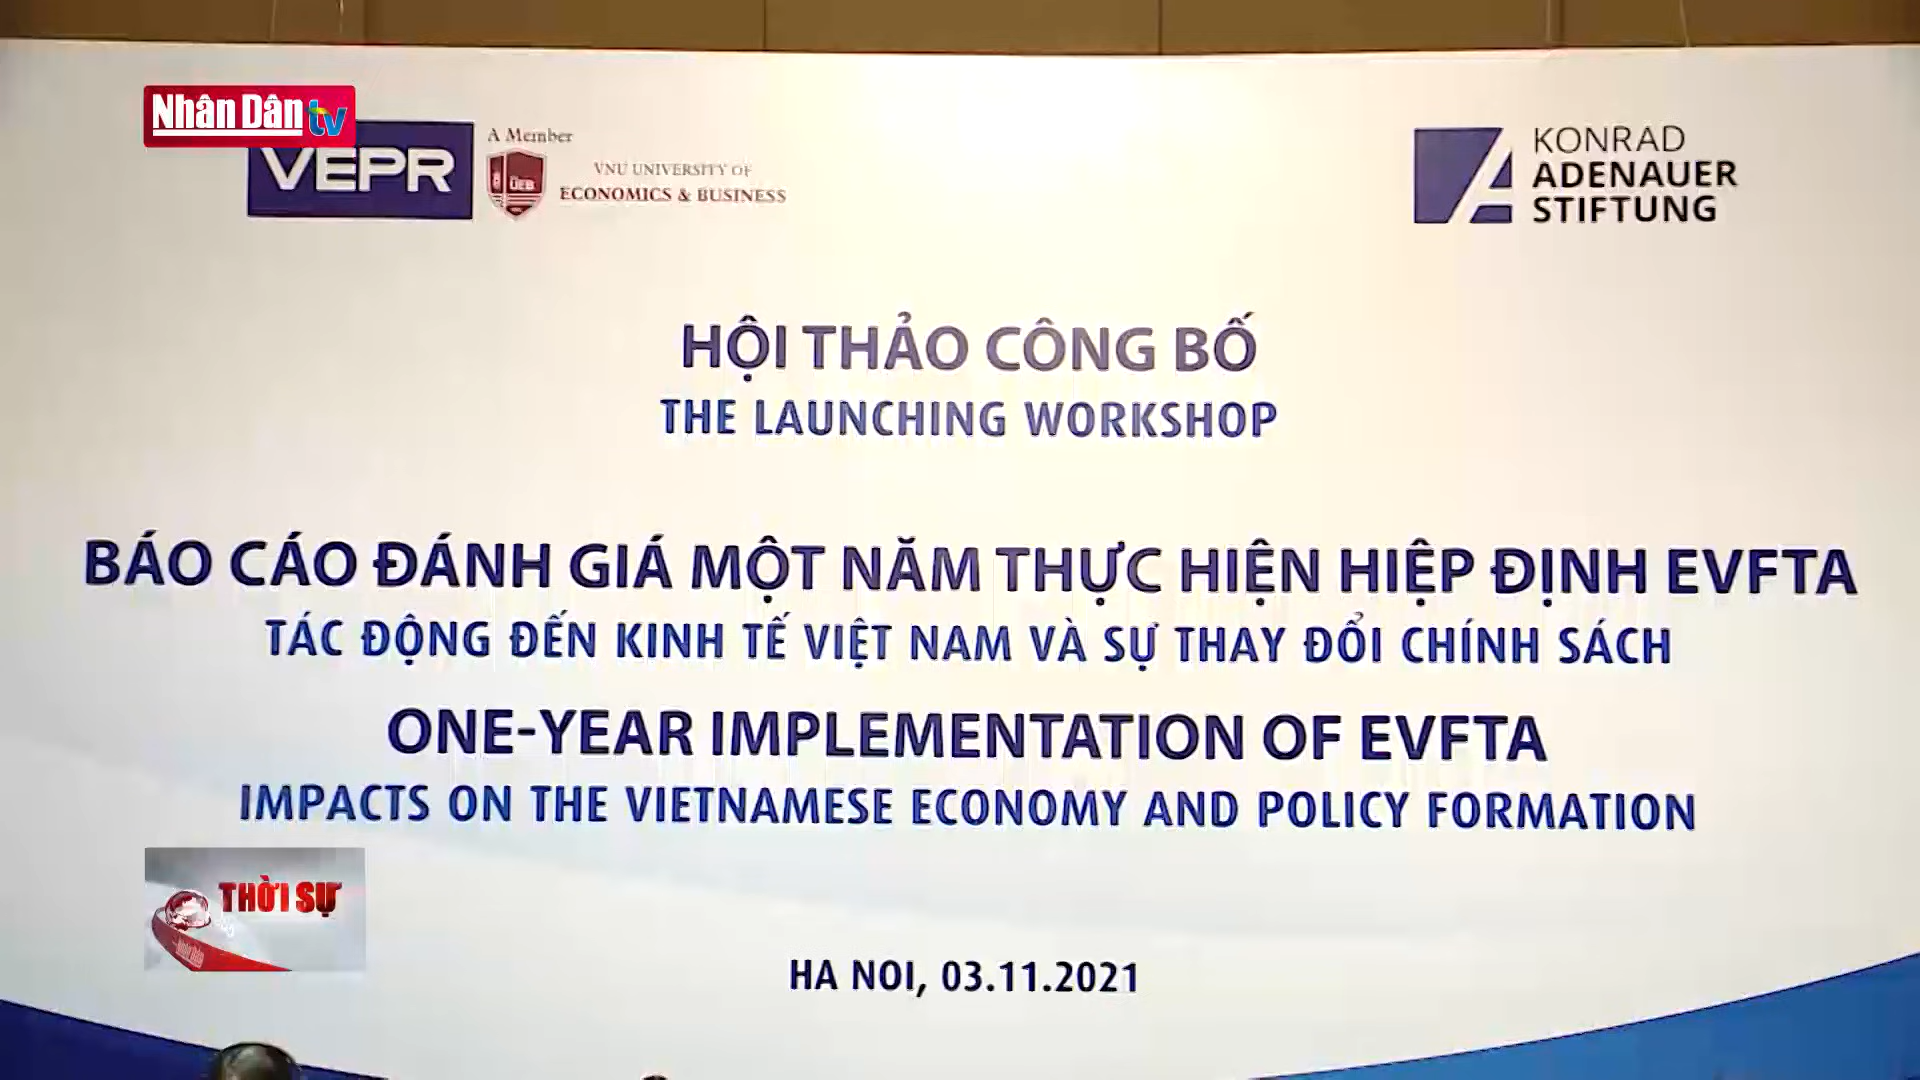 Nhân Dân tv
VEPR
A Member
UEB
VNU UNIVERSITY OF
ECONOMICS & BUSINESS
KONRAD
ADENAUER
STIFTUNG
HỘI THẢO CÔNG BỐ
THE LAUNCHING WORKSHOP
BÁO CÁO ĐÁNH GIÁ MỘT NĂM THỰC HIỆN HIỆP ĐỊNH EVFTA
TÁC ĐỘNG ĐẾN KINH TẾ VIỆT NAM VÀ SỰ THAY ĐỔI CHÍNH SÁCH
ONE-YEAR IMPLEMENTATION OF EVFTA
IMPACTS ON THE VIETNAMESE ECONOMY AND POLICY FORMATION
THỜI SỰ
HA NOI, 03.11.2021